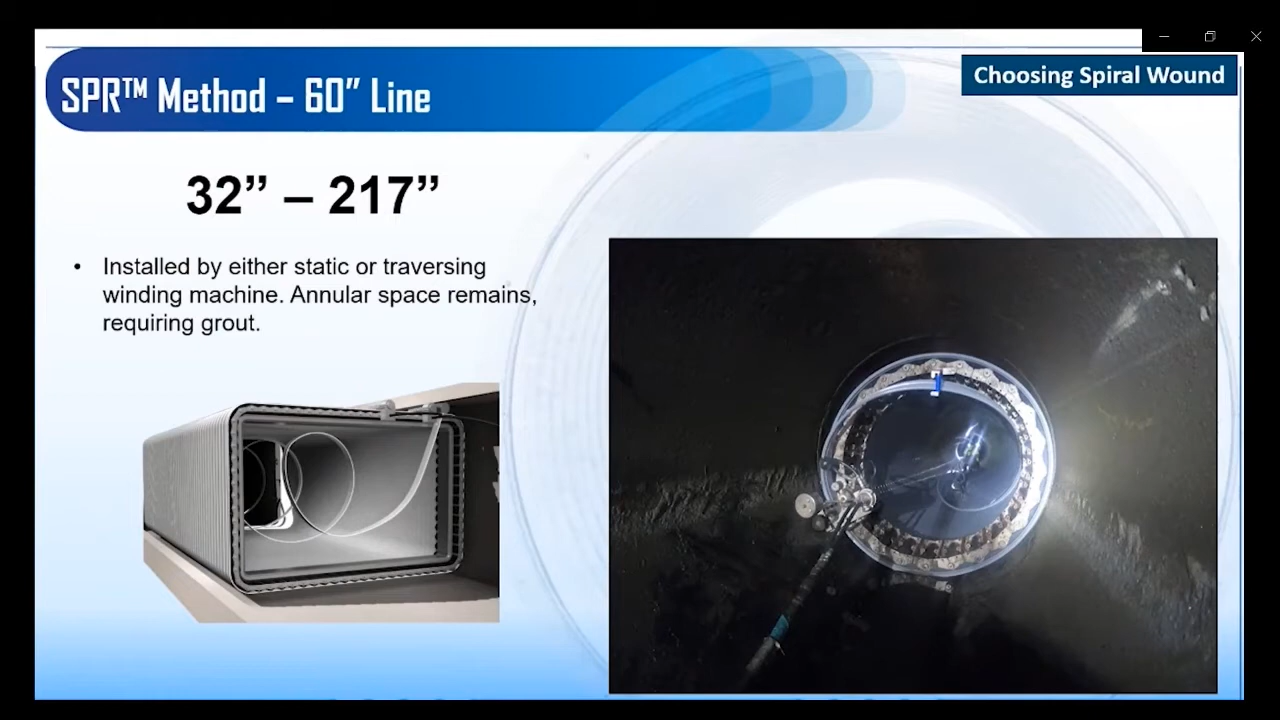 SPR™ Method – 60” Line
Choosing Spiral Wound
32” – 217”
• Installed by either static or traversing
winding machine. Annular space remains,
requiring grout.